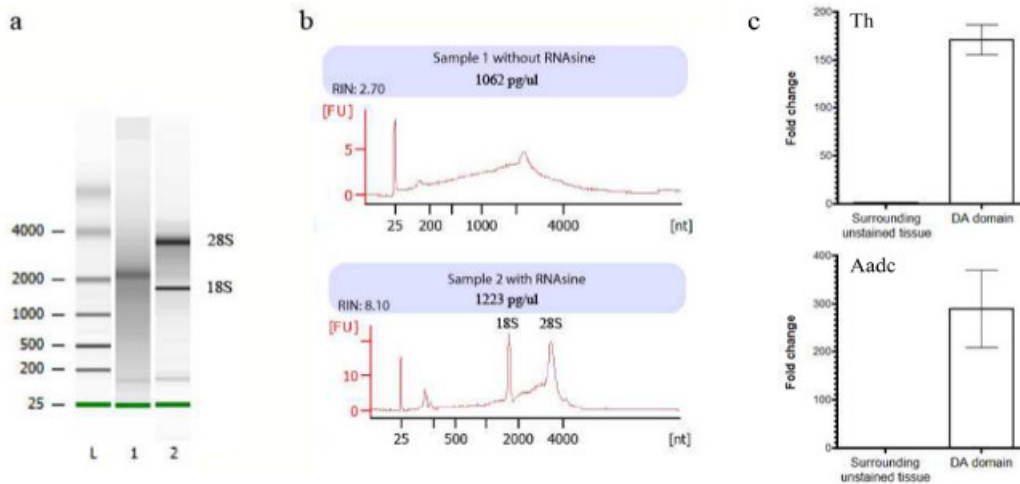 a
4000
2000
1000
500
200
25
28S
18S
L 1 2
b
Sample 1 without RNAsine
1062 pg/ul
RIN: 2.70
[FU]
5
0
25 200 1000 4000 [nt]
Sample 2 with RNAsine
1223 pg/ul
RIN: 8.10
[FU]
18S 28S
10
0
25 500 2000 4000 [nt]
c
Th
Fold change
200
150
100
50
0
Surrounding DA domain
unstained tissue
Aadc
Fold change
400
300
200
100
0
Surrounding DA domain
unstained tissue